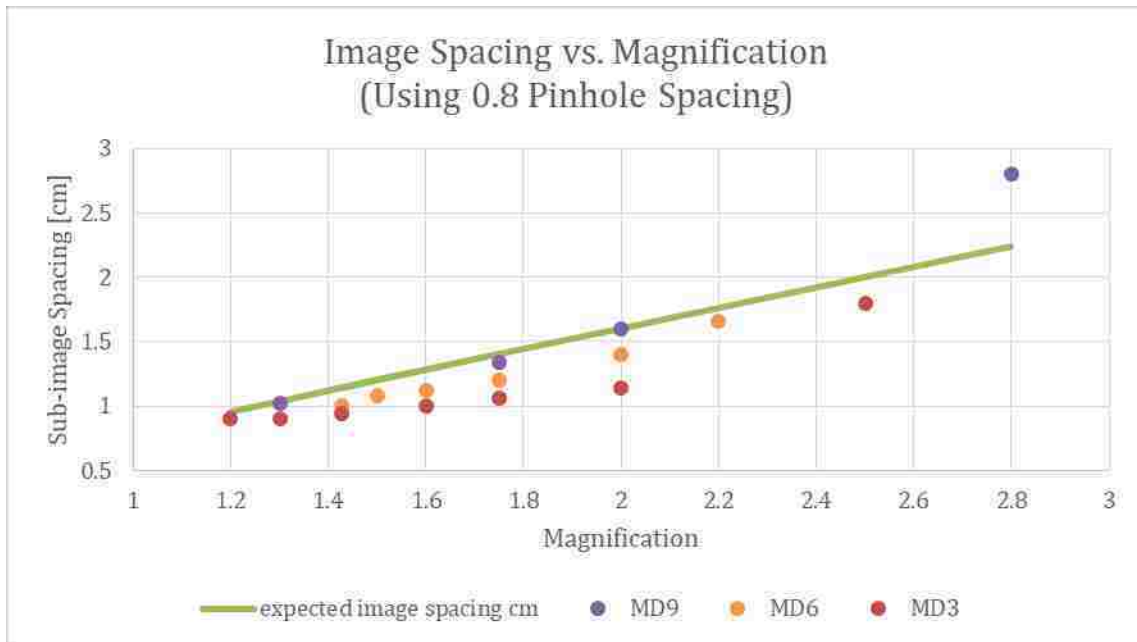 Image Spacing vs. Magnification
(Using 0.8 Pinhole Spacing)
Sub-image Spacing [cm]
3
2.5
2
1.5
1
0.5
1 1.2 1.4 1.6 1.8 2 2.2 2.4 2.6 2.8 3
Magnification
expected image spacing cm MD9 MD6 MD3